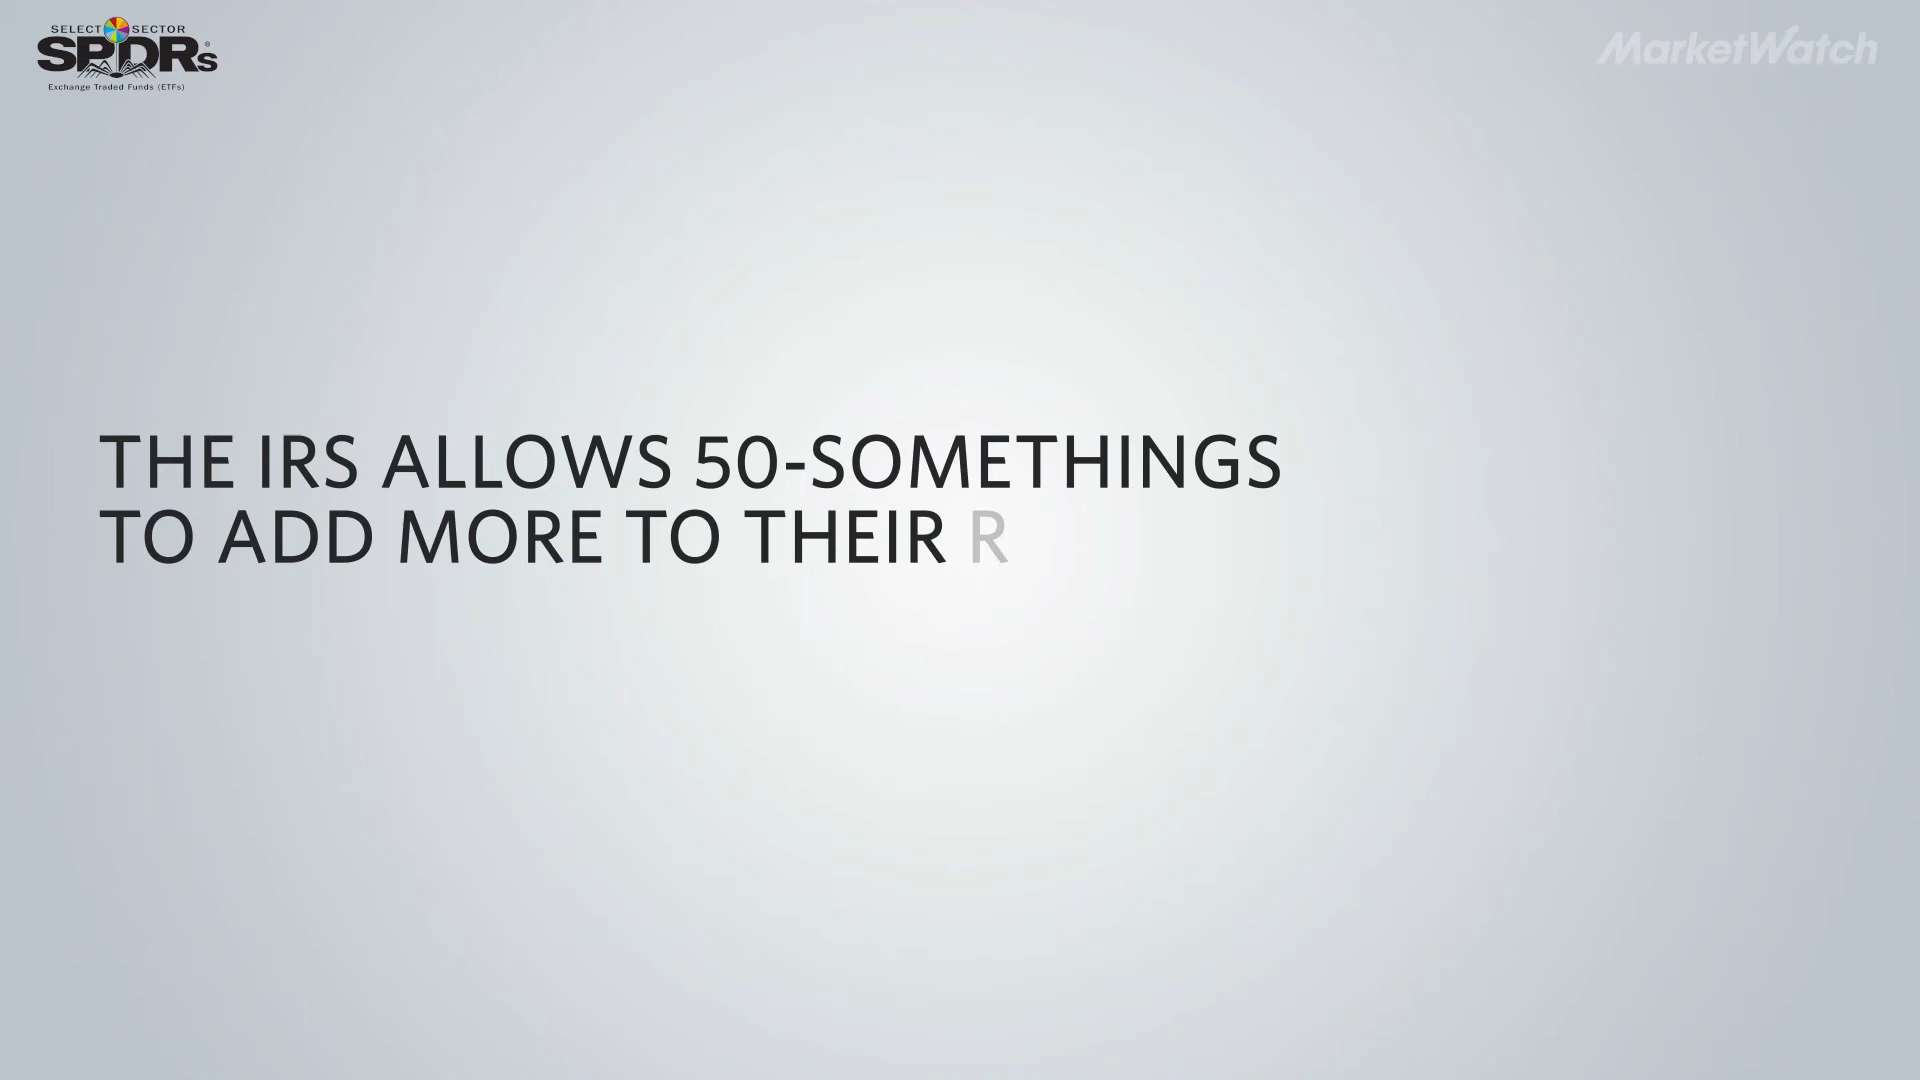 SELECT SECTOR
SPDRs®
Exchange Traded Funds (ETFs)
MarketWatch
THE IRS ALLOWS 50-SOMETHINGS
TO ADD MORE TO THEIR R